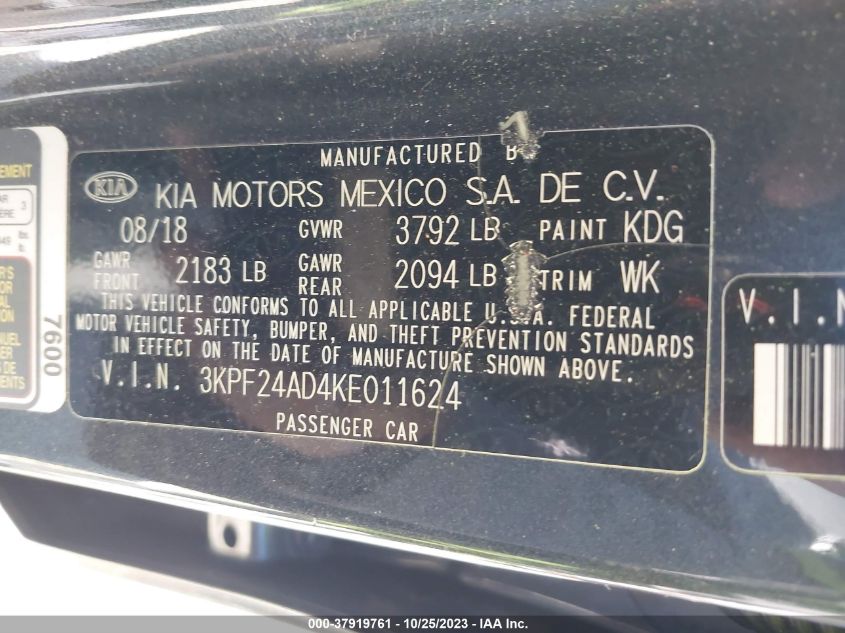 MANUFACTURED
KIA KIA MOTORS MEXICO S.A. DE C.V.
08/18 GVWR 3792 LB PAINT KDG
GAWR FRONT 2183 LB GAWR REAR 2094 LB TRIM WK
THIS VEHICLE CONFORMS TO ALL APPLICABLE U.S.A. FEDERAL
MOTOR VEHICLE SAFETY, BUMPER, AND THEFT PREVENTION STANDARDS
IN EFFECT ON THE DATE OF MANUFACTURE SHOWN ABOVE.
V.I.N. 3KPF24AD4KE011624
PASSENGER CAR
7600
V.I.N
000-37919761 - 10/25/2023 - IAA Inc.